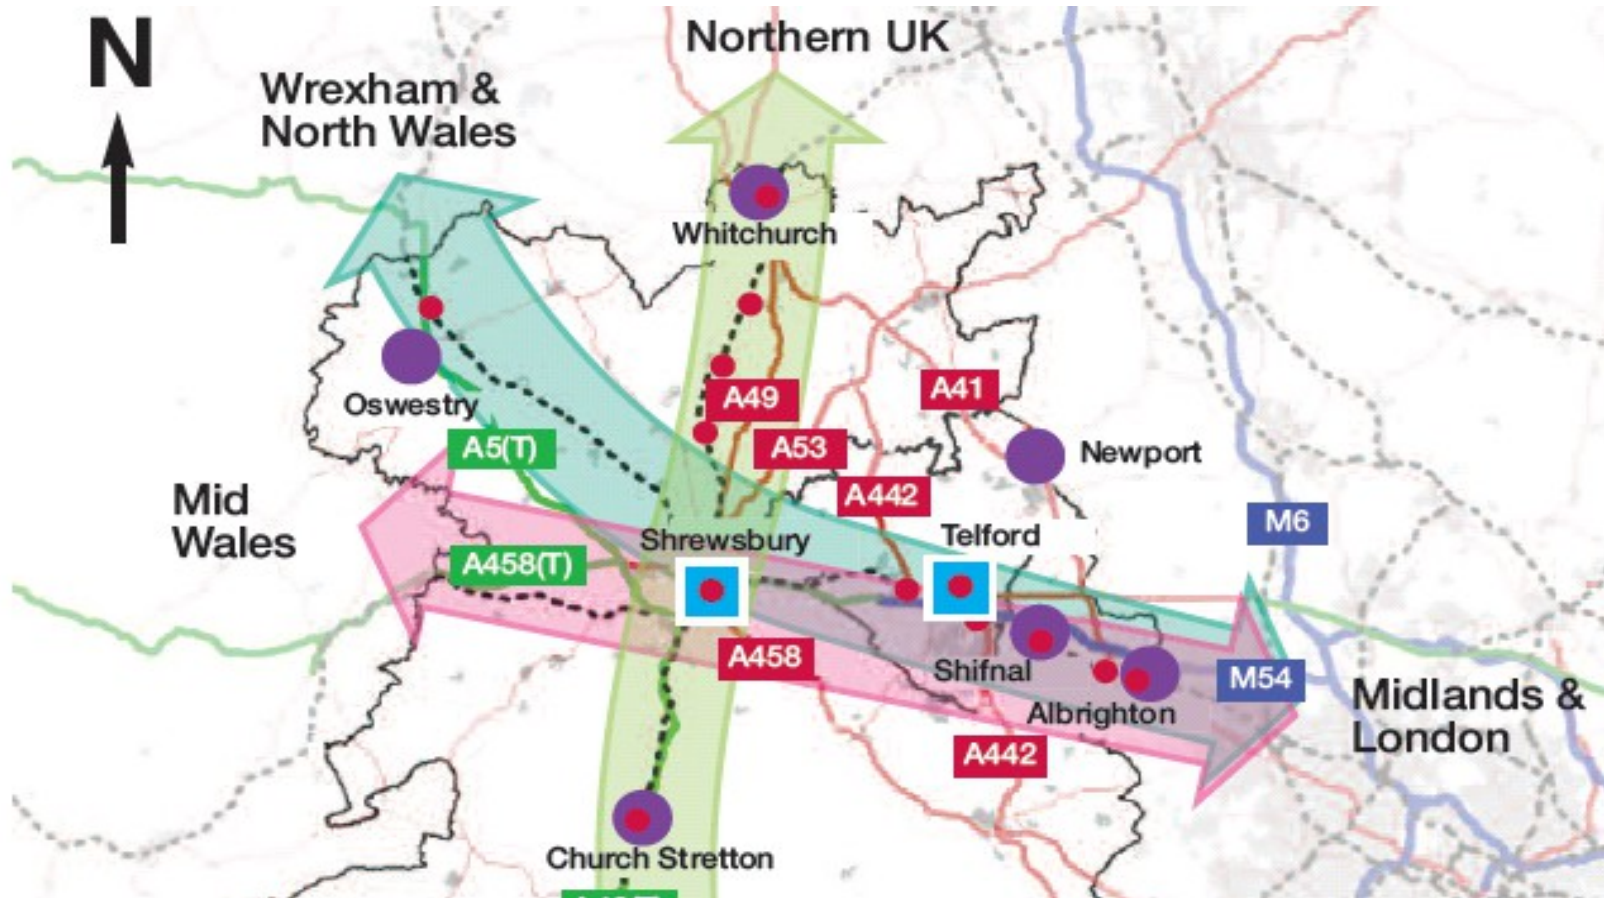 N
Northern UK
Wrexham &
North Wales
Whitchurch
Oswestry
A49
A41
A53
A5(T)
Newport
A442
Mid
Wales
M6
Shrewsbury
Telford
A458(T)
A458
Shifnal
M54
Albrighton
Midlands &
London
A442
Church Stretton